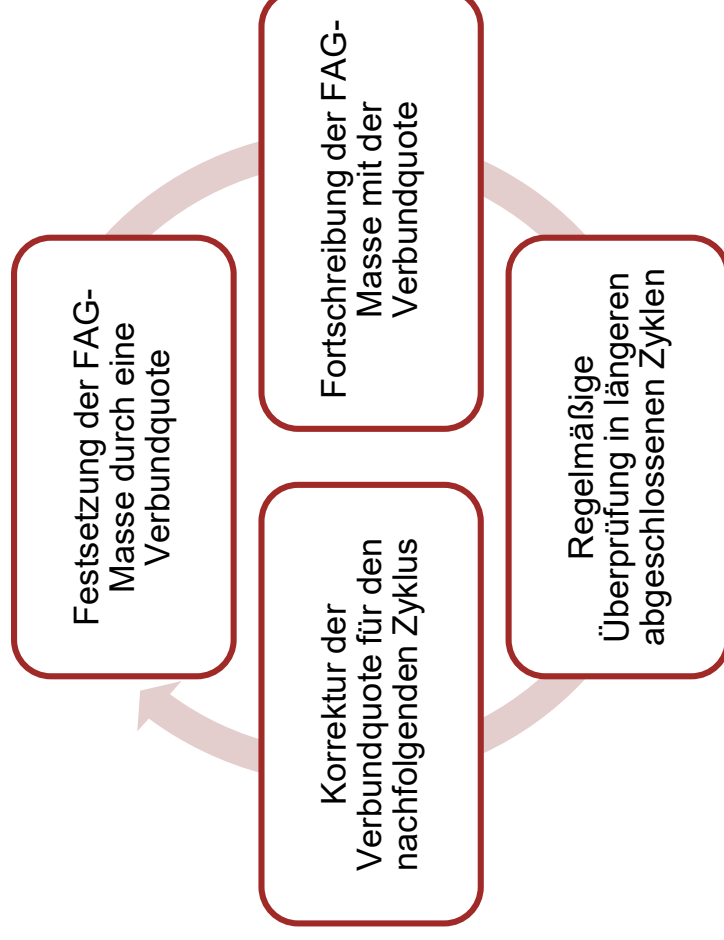 Festsetzung der FAG-
Masse durch eine
Verbundquote
Fortschreibung der FAG-
Masse mit der
Verbundquote
Regelmäßige
Überprüfung in längeren
abgeschlossenen Zyklen
Korrektur der
Verbundquote für den
nachfolgenden Zyklus